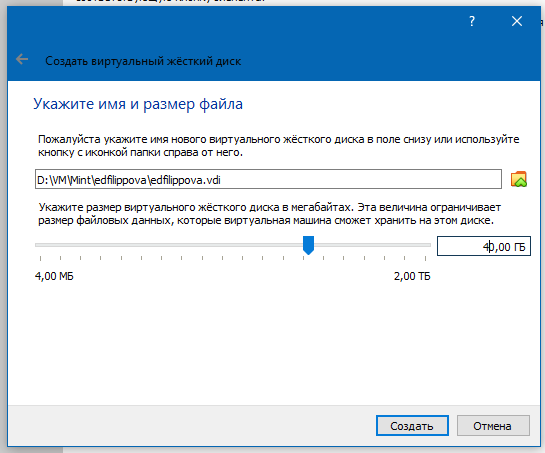 ?
Создать виртуальный жёсткий диск
Укажите имя и размер файла
Пожалуйста укажите имя нового виртуального жёсткого диска в поле снизу или используйте
кнопку с иконкой папки справа от него.
D:\VM\Mint\edfilippova\edfilippova.vdi
Укажите размер виртуального жёсткого диска в мегабайтах. Эта величина ограничивает
размер файловых данных, которые виртуальная машина сможет хранить на этом диске.
40,00 ГБ
4,00 МБ 2,00 ТБ
Создать Отмена